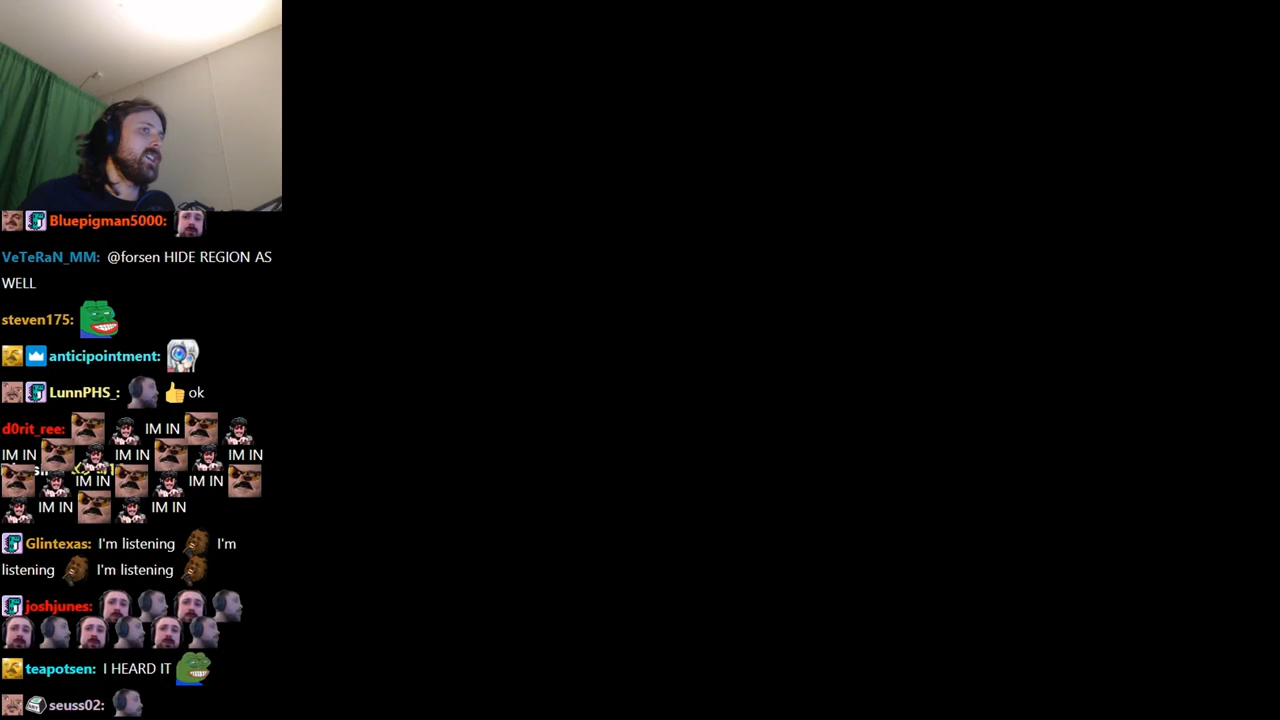 Bluepigman5000:
VeTeRaN_MM: @forsen HIDE REGION AS
WELL
steven175:
anticipointment:
LunnPHS_: ok
d0rit_ree: IM IN
IM IN IM IN IM IN
IM IN IM IN
IM IN IM IN
Glintexas: I'm listening I'm
listening I'm listening
joshjunes:
teapotsen: I HEARD IT
seuss02: